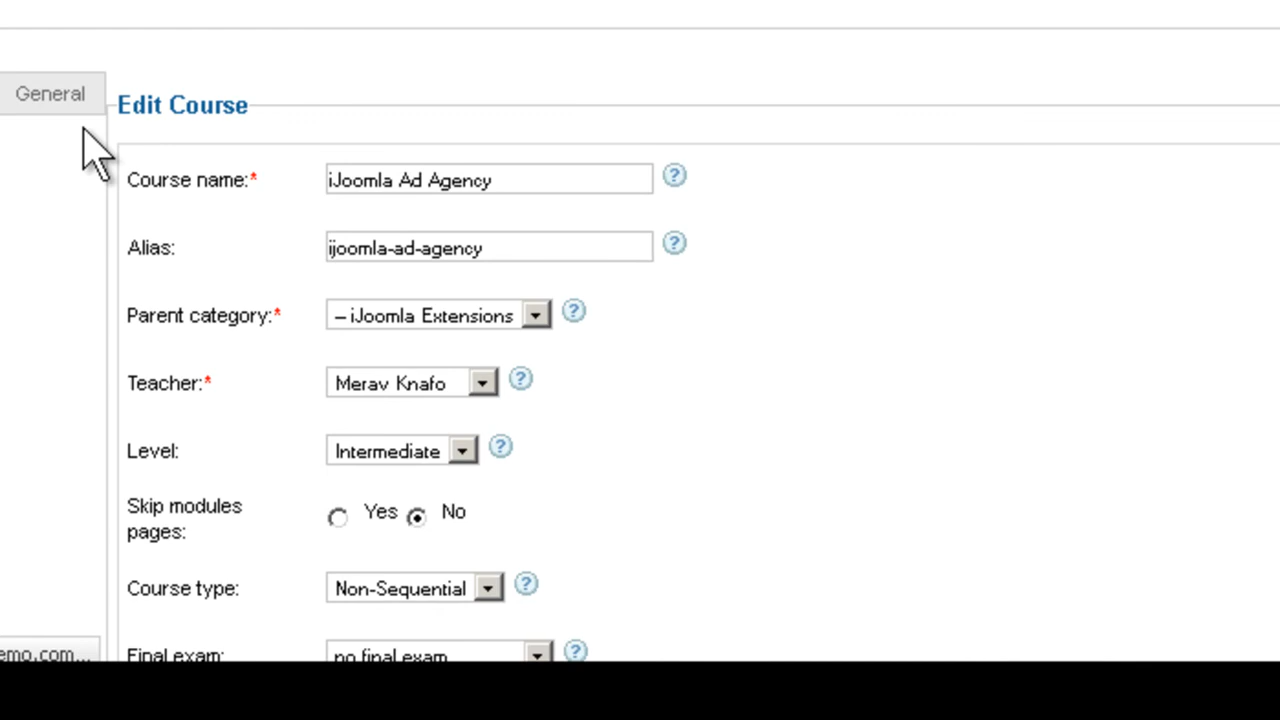 General
Edit Course
Course name:* iJoomla Ad Agency
Alias: ijoomla-ad-agency
Parent category:* – iJoomla Extensions
Teacher:* Merav Knafo
Level: Intermediate
Skip modules pages: Yes No
Course type: Non-Sequential
Final exam: no final exam
emo.com...